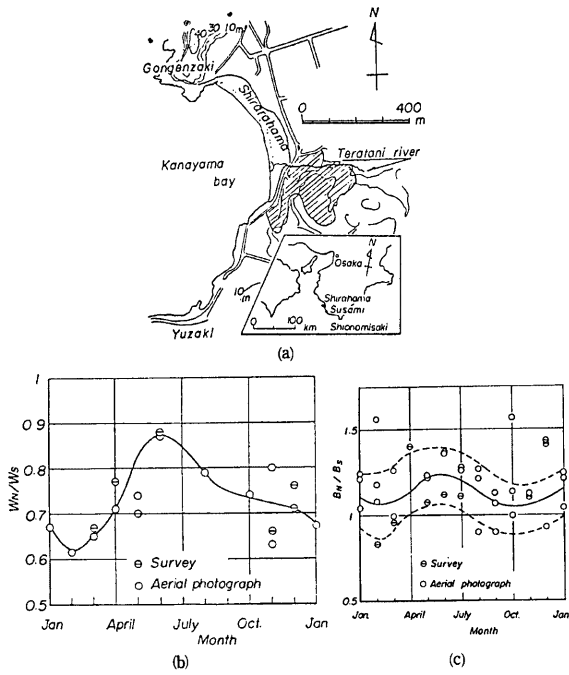 N
40 30 10m
Gongenzaki
0 400
m
Shirarahama
Teratani river
Kanayama
bay
N
Osaka
10m
Shirahama
Susami
0 100
km Shionomisaki
Yuzaki
(a)
1
0.9
0.8
0.7
0.6
0.5
WN/WS
Survey
Aerial photograph
Jan April July Oct. Jan
Month
(b)
1.5
1
0.5
BN / BS
Survey
Aerial photograph
Jan April July Oct. Jan
Month
(c)